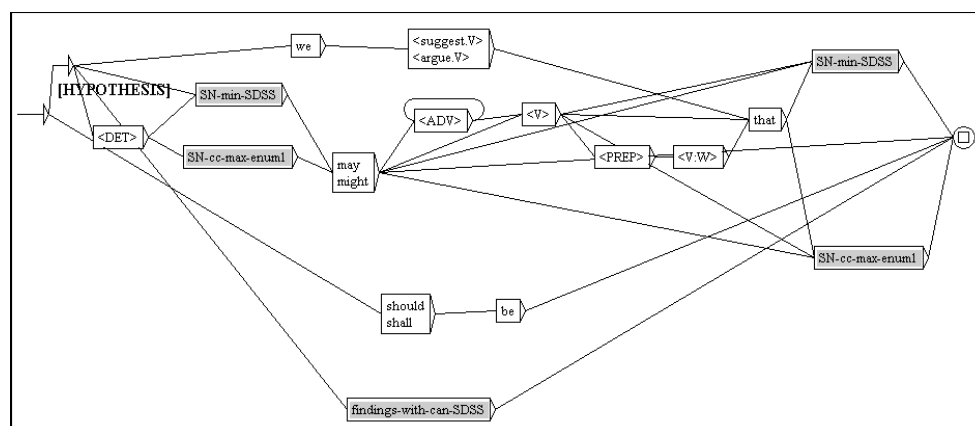 we
<suggest.V>
<argue.V>
[HYPOTHESIS]
SN-min-SDSS
<DET>
SN-cc-max-enum1
may
might
<ADV>
<V>
<PREP>
<V:W>
that
SN-min-SDSS
SN-cc-max-enum1
should
shall
be
findings-with-can-SDSS